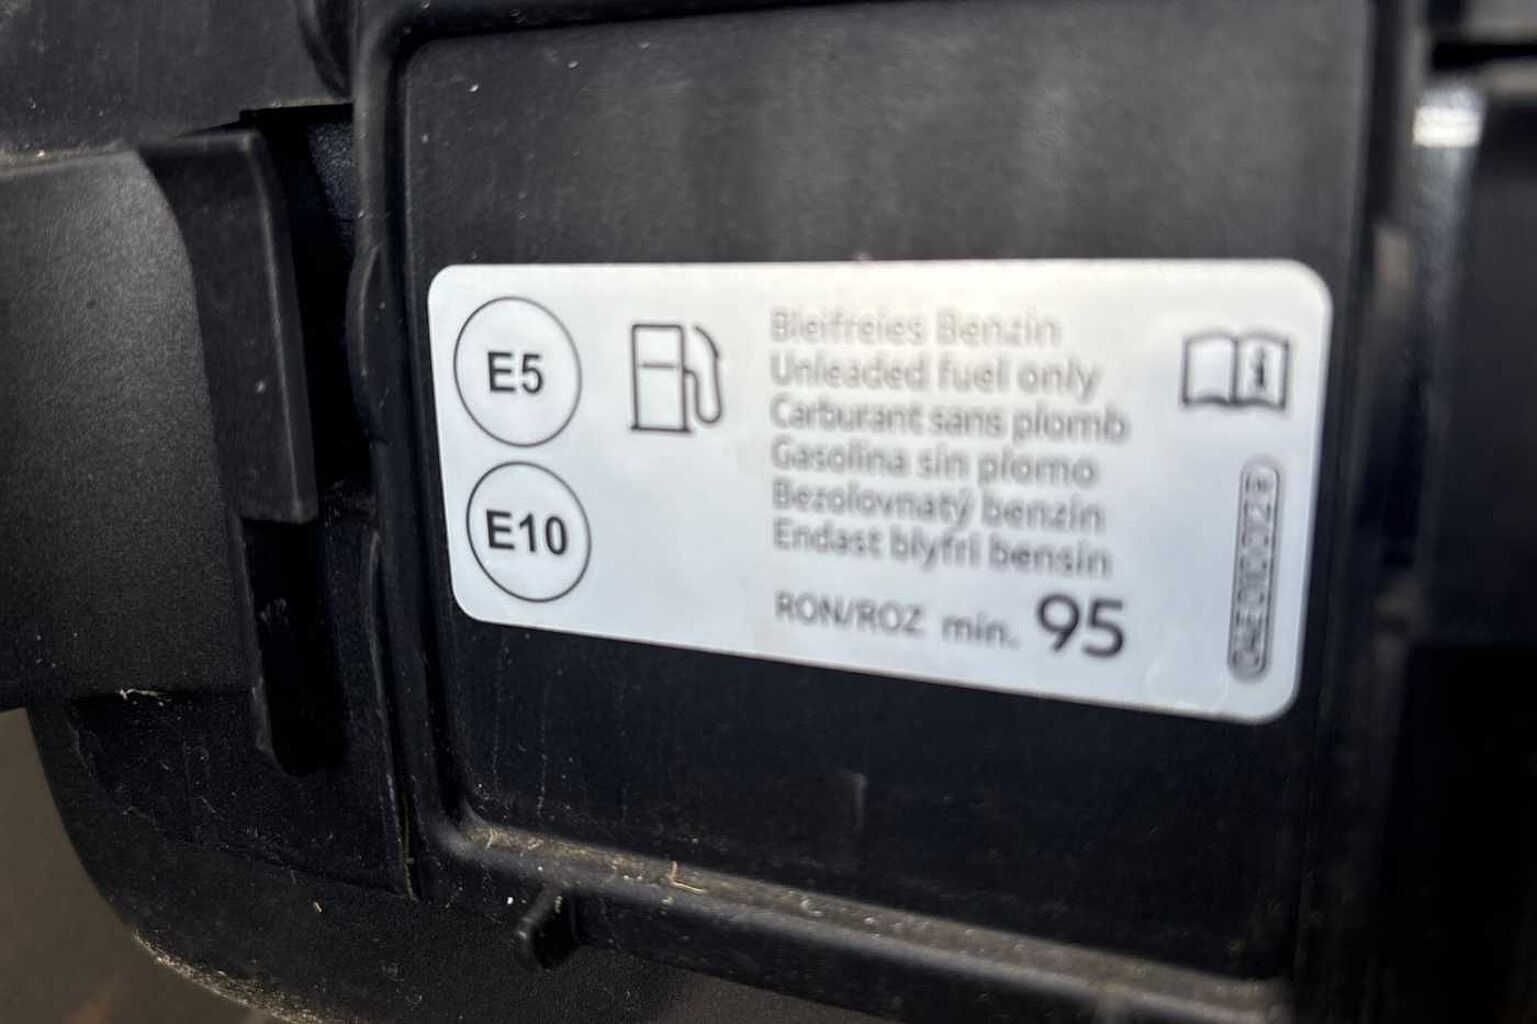 E5
E10
Bleifreies Benzin
Unleaded fuel only
Carburant sans plomb
Gasolina sin plomo
Bezolovnatý benzin
Endast blyfri bensin
RON/ROZ min. 95